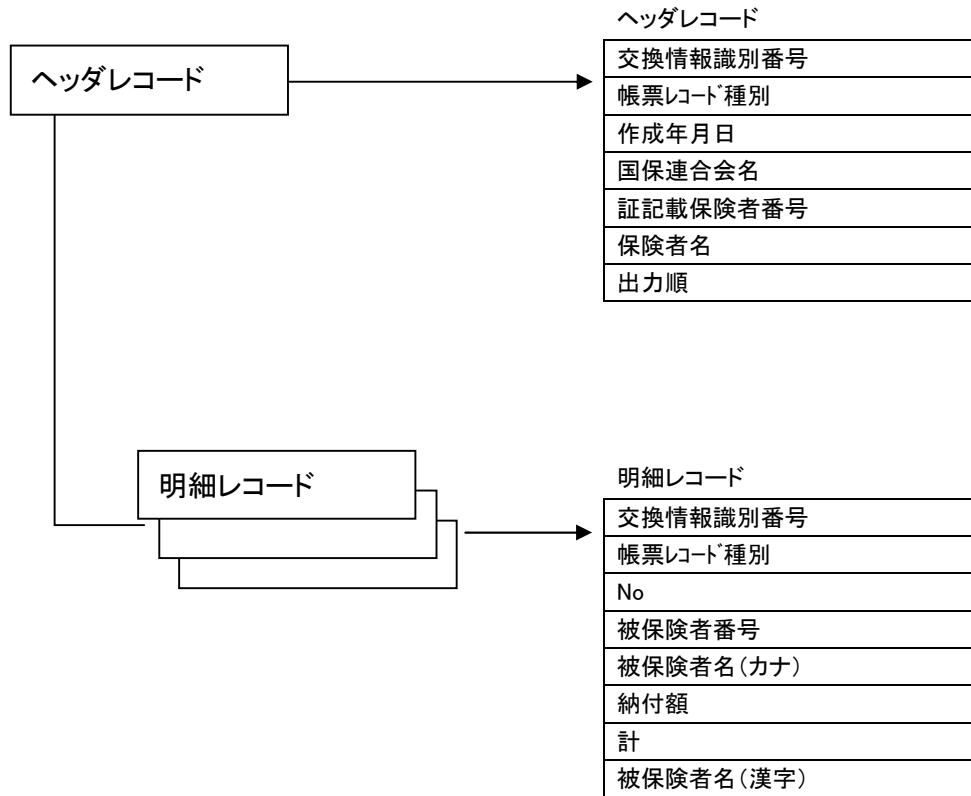 ヘッダレコード
ヘッダレコード
交換情報識別番号
帳票ﾚｺｰﾄﾞ種別
作成年月日
国保連合会名
証記載保険者番号
保険者名
出力順
明細レコード
明細レコード
交換情報識別番号
帳票ﾚｺｰﾄﾞ種別
No
被保険者番号
被保険者名(カナ)
納付額
計
被保険者名(漢字)